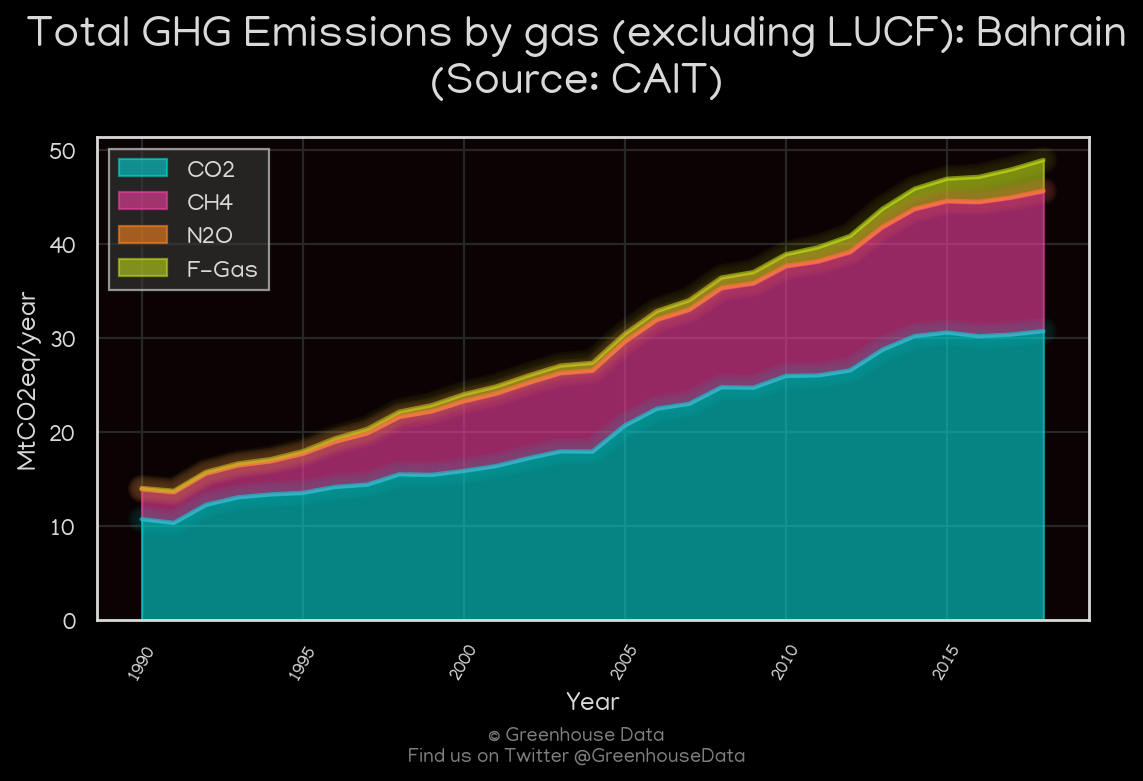 Total GHG Emissions by gas (excluding LUCF): Bahrain
(Source: CAIT)
50
40
30
20
10
0
MtCO2eq/year
CO2
CH4
N2O
F-Gas
1990
1995
2000
2005
2010
2015
Year
© Greenhouse Data
Find us on Twitter @GreenhouseData